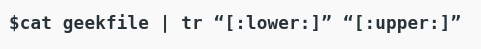 $cat geekfile | tr “[:lower:]” “[:upper:]”